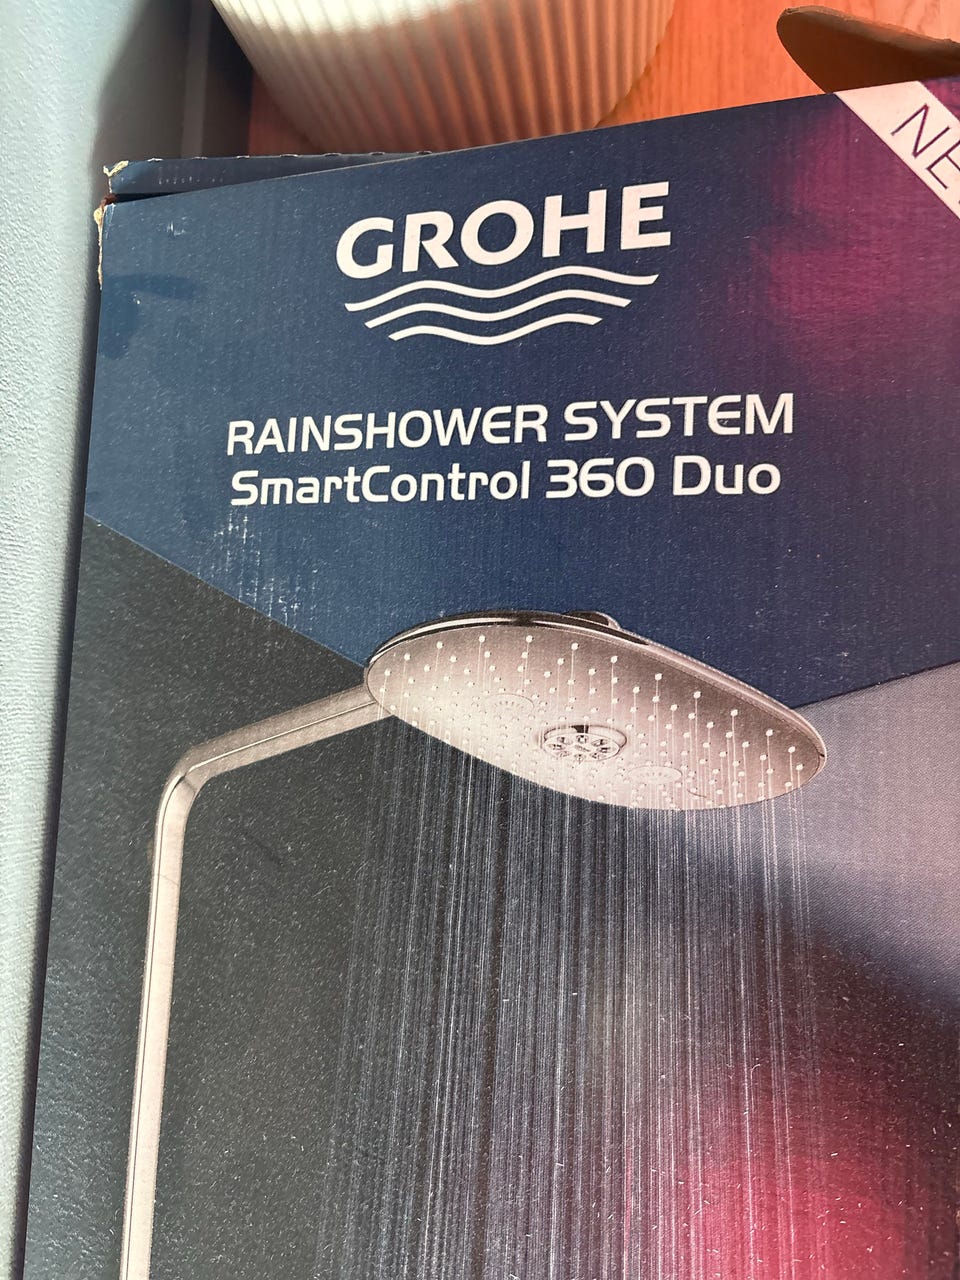 GROHE
RAINSHOWER SYSTEM
SmartControl 360 Duo